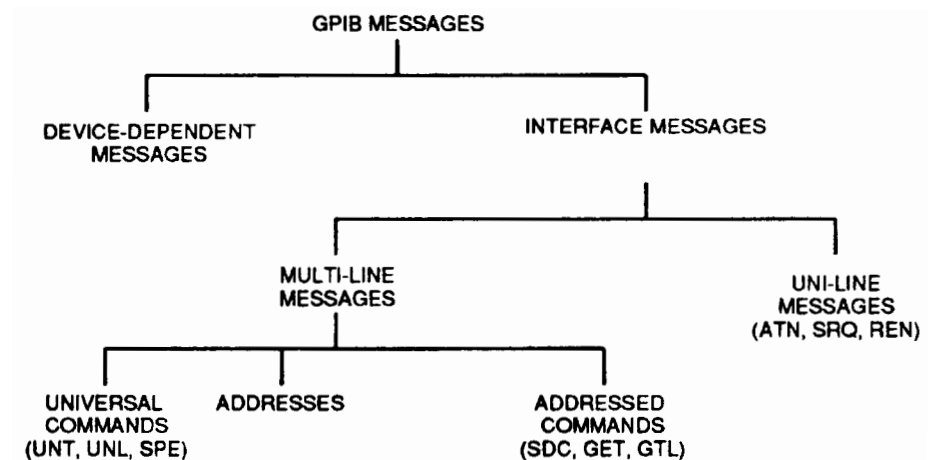 GPIB MESSAGES
DEVICE-DEPENDENT
MESSAGES
INTERFACE MESSAGES
MULTI-LINE
MESSAGES
UNI-LINE
MESSAGES
(ATN, SRQ, REN)
UNIVERSAL
COMMANDS
(UNT, UNL, SPE)
ADDRESSES
ADDRESSED
COMMANDS
(SDC, GET, GTL)